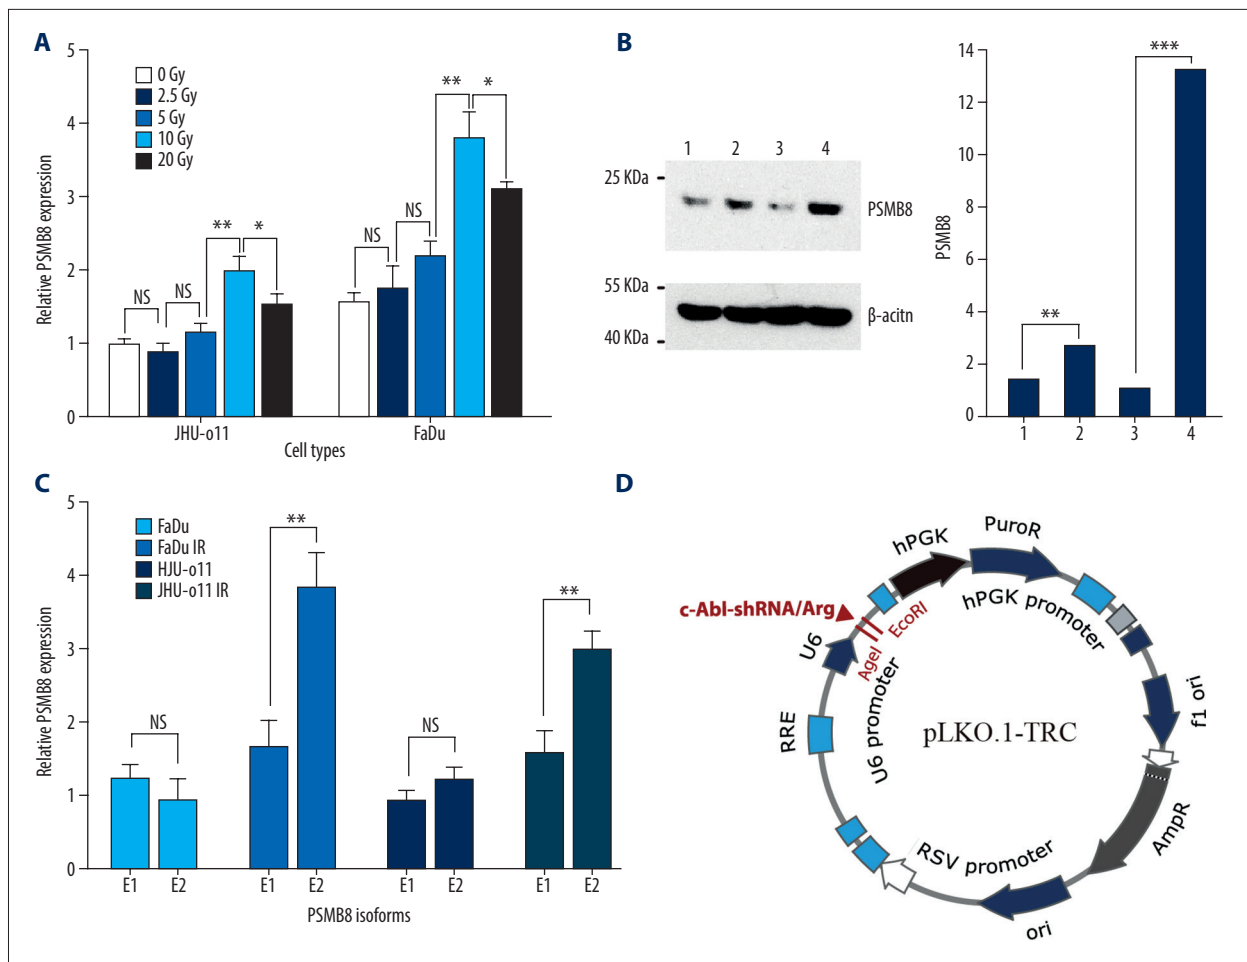 A
5
4
3
2
1
0
Relative PSMB8 expression
0 Gy
2.5 Gy
5 Gy
10 Gy
20 Gy
NS
NS
**
*
NS
NS
**
*
JHU-o11
FaDu
Cell types
B
1
2
3
4
25 KDa
PSMB8
55 KDa
40 KDa
β-acitn
14
12
10
8
6
4
2
0
PSMB8
**
***
1
2
3
4
C
5
4
3
2
1
0
Relative PSMB8 expression
FaDu
FaDu IR
HJU-o11
JHU-o11 IR
NS
**
NS
**
E1
E2
E1
E2
E1
E2
E1
E2
PSMB8 isoforms
D
hPGK
PuroR
hPGK promoter
c-Abl-shRNA/Arg
EcoRI
AgeI
U6
U6 promoter
RRE
f1 ori
pLKO.1-TRC
AmpR
RSV promoter
ori